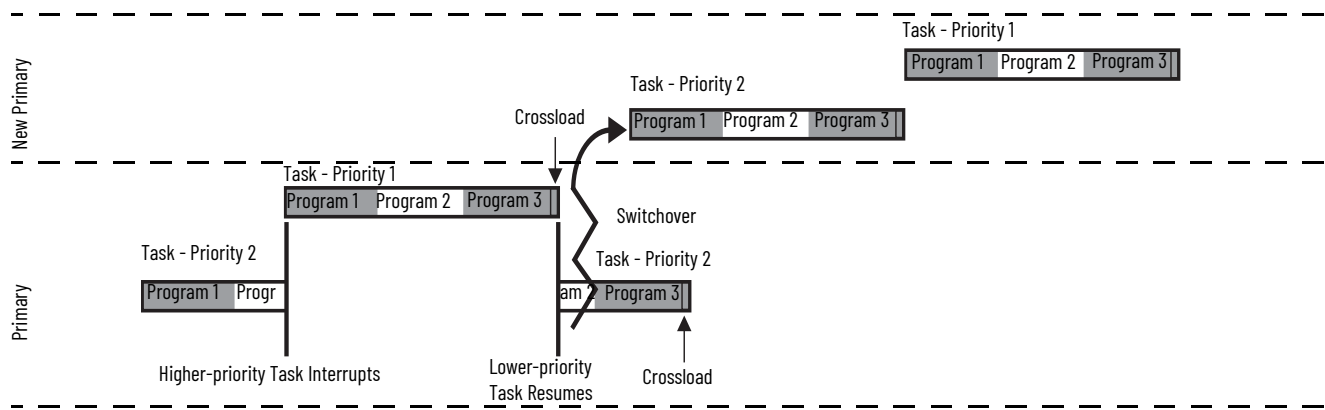 Task - Priority 1
Program 1 Program 2 Program 3
Task - Priority 2
Program 1 Program 2 Program 3
Crossload
New Primary
Task - Priority 1
Program 1 Program 2 Program 3
Switchover
Task - Priority 2
Program 1 Progr
Task - Priority 2
am 2 Program 3
Primary
Higher-priority Task Interrupts
Lower-priority
Task Resumes
Crossload